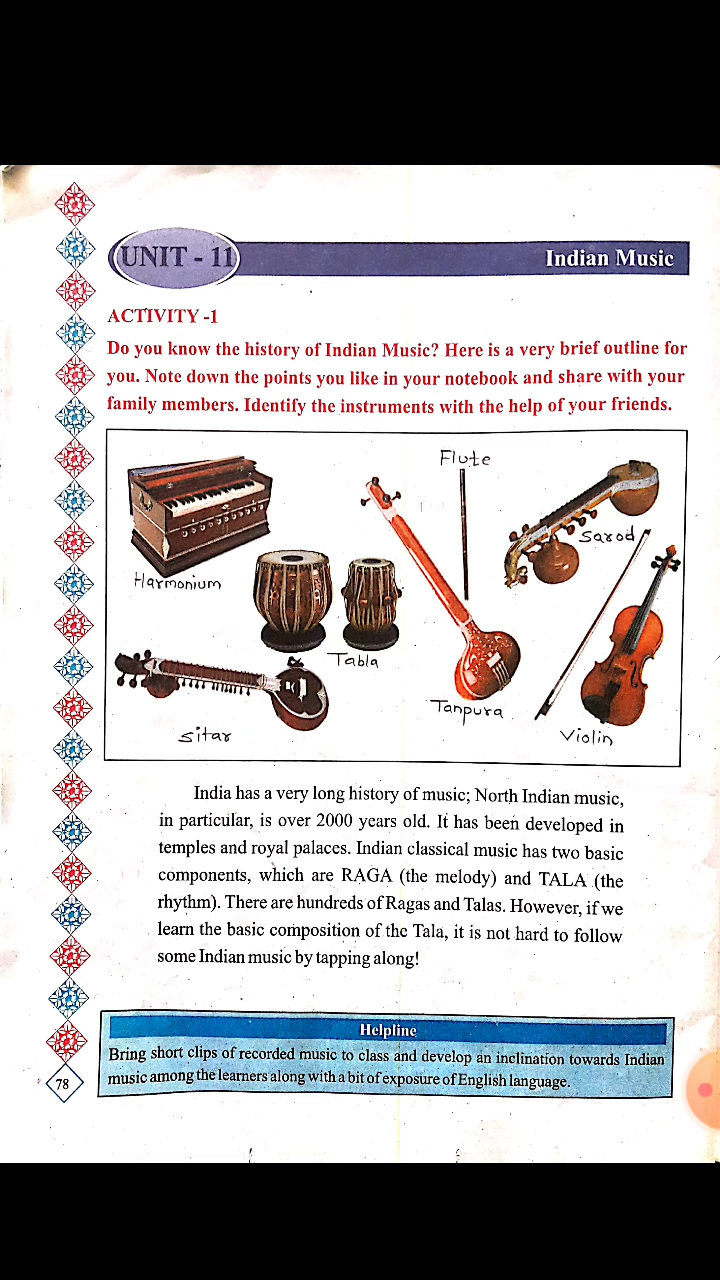 UNIT - 11
Indian Music
ACTIVITY -1
Do you know the history of Indian Music? Here is a very brief outline for
you. Note down the points you like in your notebook and share with your
family members. Identify the instruments with the help of your friends.
Flute
Sarod
Harmonium
Tabla
Tanpura
Sitar
Violin
India has a very long history of music; North Indian music,
in particular, is over 2000 years old. It has been developed in
temples and royal palaces. Indian classical music has two basic
components, which are RAGA (the melody) and TALA (the
rhythm). There are hundreds of Ragas and Talas. However, if we
learn the basic composition of the Tala, it is not hard to follow
some Indian music by tapping along!
Helpline
Bring short clips of recorded music to class and develop an inclination towards Indian
music among the learners along with a bit of exposure of English language.
78